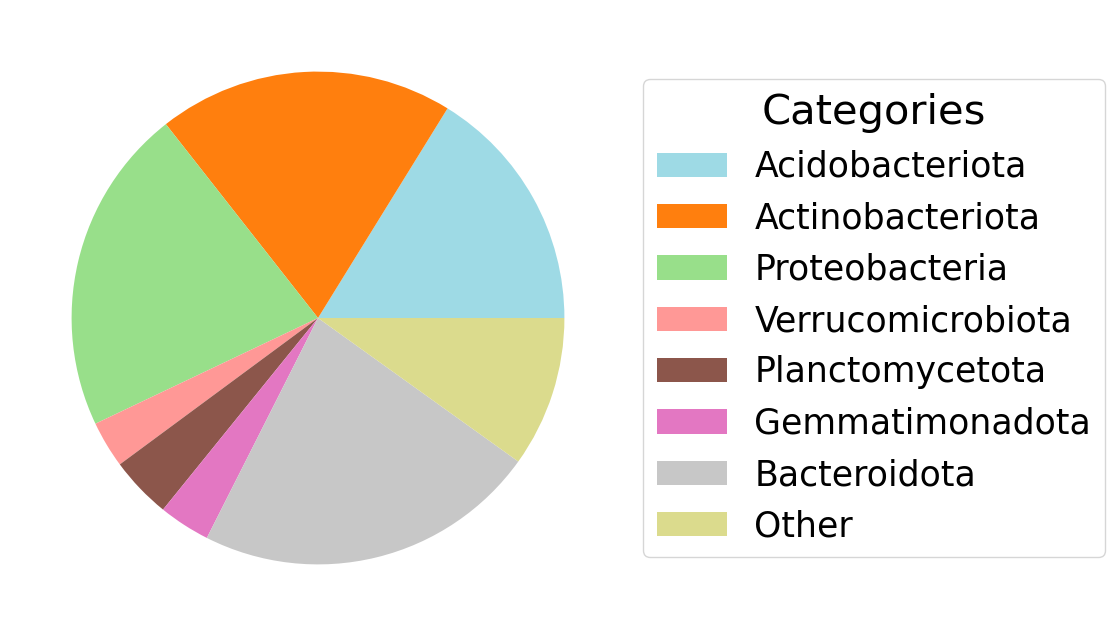 Categories
Acidobacteriota
Actinobacteriota
Proteobacteria
Verrucomicrobiota
Planctomycetota
Gemmatimonadota
Bacteroidota
Other